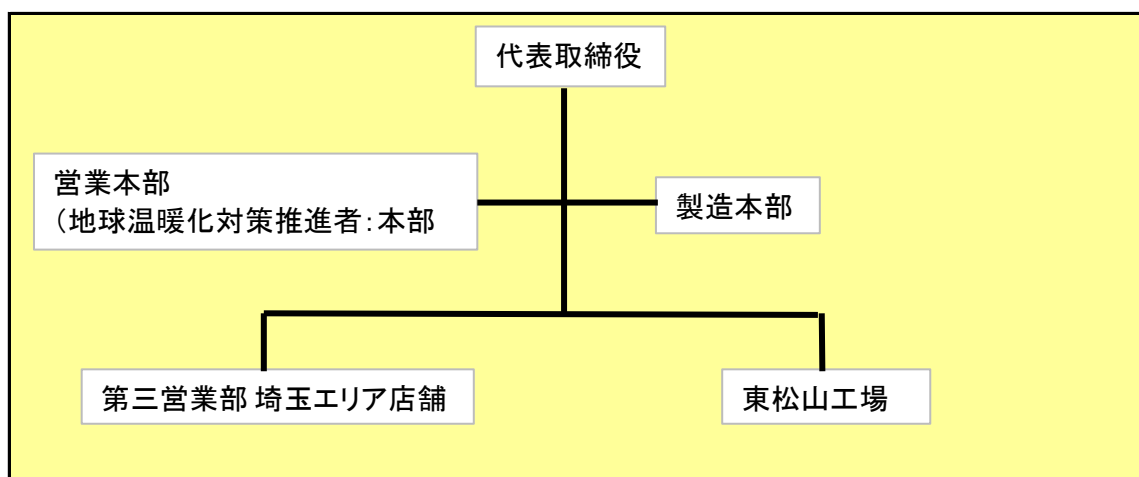 代表取締役
営業本部
(地球温暖化対策推進者:本部
製造本部
第三営業部 埼玉エリア店舗
東松山工場